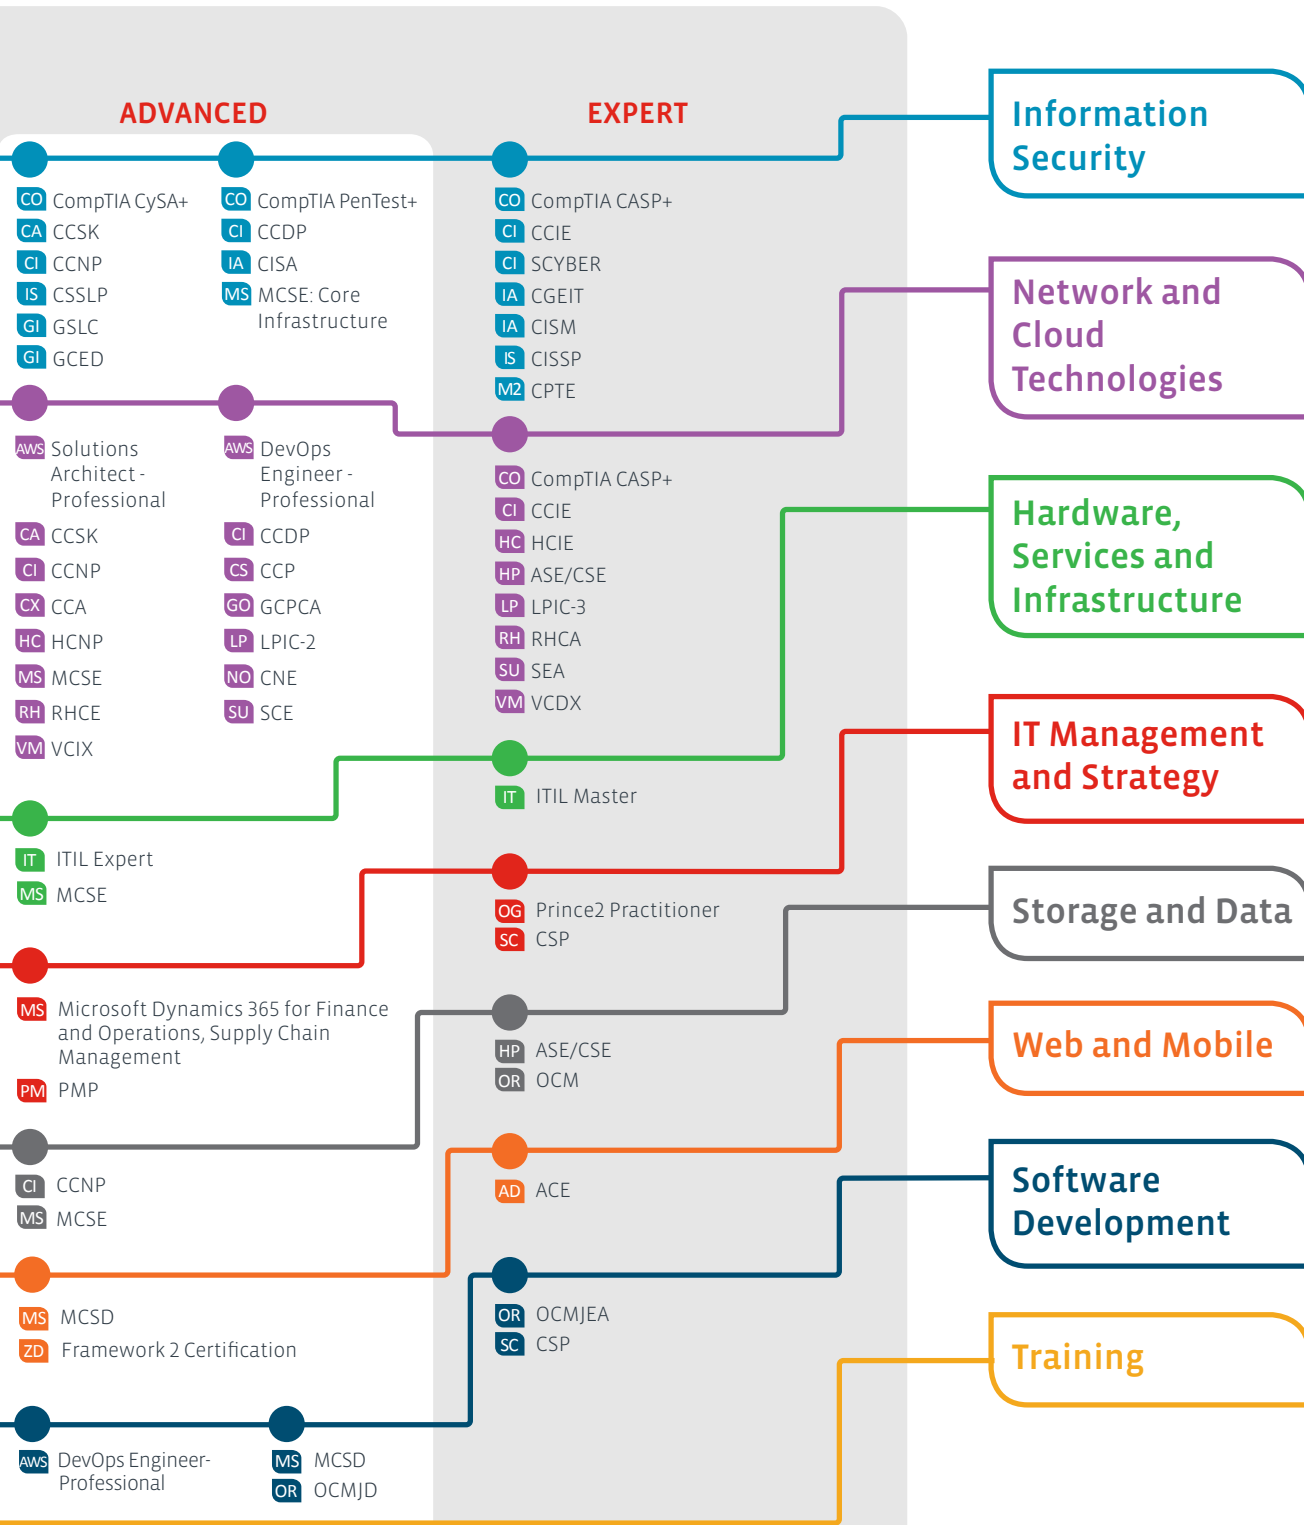 ADVANCED
EXPERT
Information
Security
CO CompTIA CySA+
CA CCSK
CI CCNP
IS CSSLP
GI GSLC
GI GCED
CO CompTIA PenTest+
CI CCDP
IA CISA
MS MCSE: Core
Infrastructure
CO CompTIA CASP+
CI CCIE
CI SCYBER
IA CGEIT
IA CISM
IS CISSP
M2 CPTE
Network and
Cloud
Technologies
AWS Solutions
Architect -
Professional
CA CCSK
CI CCNP
CX CCA
HC HCNP
MS MCSE
RH RHCE
VM VCIX
AWS DevOps
Engineer -
Professional
CI CCDP
CS CCP
GO GCPCA
LP LPIC-2
NO CNE
SU SCE
CO CompTIA CASP+
CI CCIE
HC HCIE
HP ASE/CSE
LP LPIC-3
RH RHCA
SU SEA
VM VCDX
Hardware,
Services and
Infrastructure
IT ITIL Expert
MS MCSE
IT ITIL Master
IT Management
and Strategy
MS Microsoft Dynamics 365 for Finance
and Operations, Supply Chain
Management
PM PMP
OG Prince2 Practitioner
SC CSP
Storage and Data
CI CCNP
MS MCSE
HP ASE/CSE
OR OCM
Web and Mobile
MS MCSD
ZD Framework 2 Certification
AD ACE
Software
Development
AWS DevOps Engineer-
Professional
MS MCSD
OR OCMJD
OR OCMJEA
SC CSP
Training